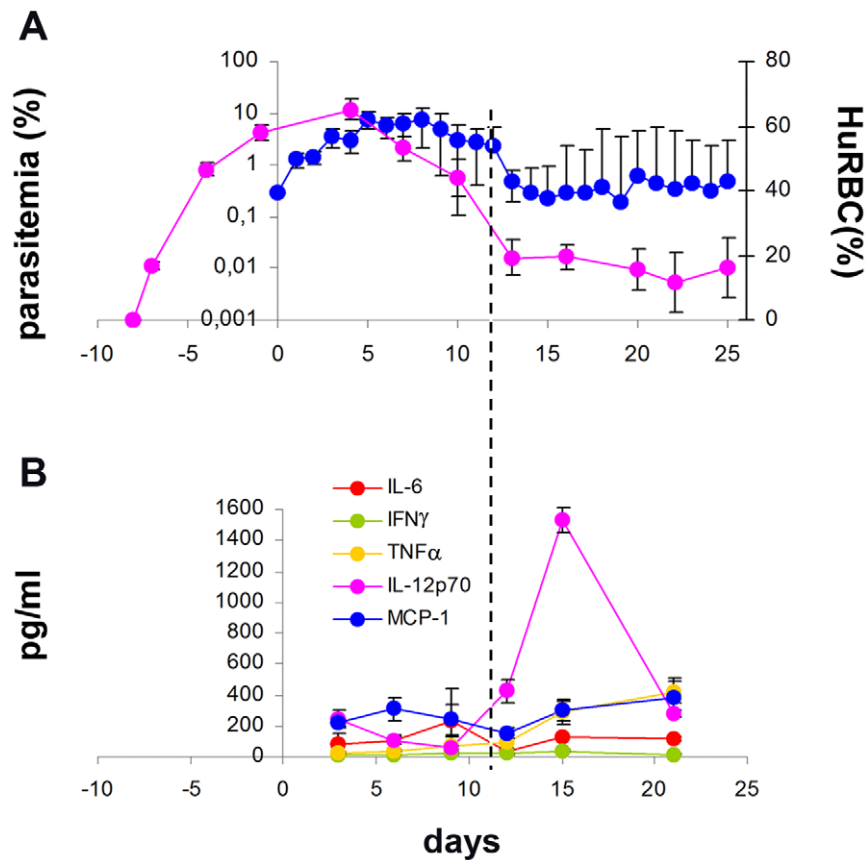 A
parasitemia (%)
100
10
1
0,1
0,01
0,001
80
60
40
20
0
HuRBC(%)
-10 -5 0 5 10 15 20 25
B
pg/ml
1600
1400
1200
1000
800
600
400
200
0
IL-6
IFNγ
TNFα
IL-12p70
MCP-1
-10 -5 0 5 10 15 20 25
days